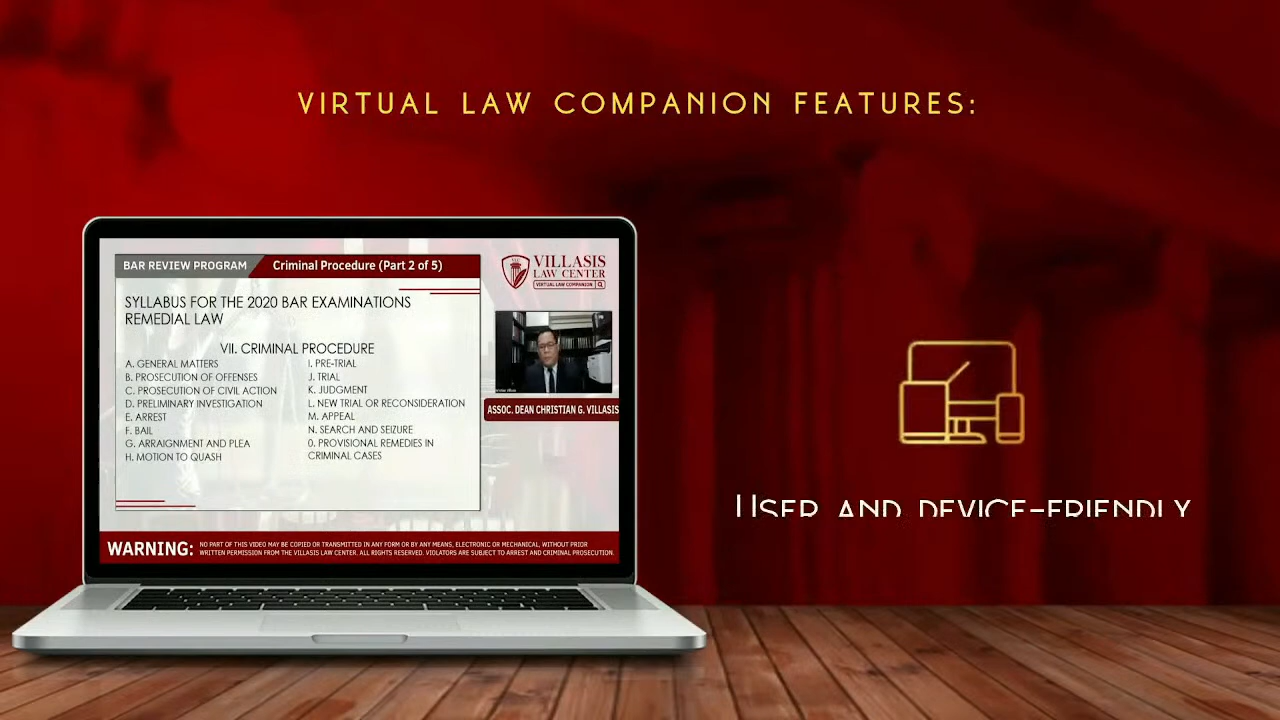 VIRTUAL LAW COMPANION FEATURES:
BAR REVIEW PROGRAM
Criminal Procedure (Part 2 of 5)
VILLASIS
LAW CENTER
VIRTUAL LAW COMPANION
SYLLABUS FOR THE 2020 BAR EXAMINATIONS
REMEDIAL LAW
VII. CRIMINAL PROCEDURE
A. GENERAL MATTERS
B. PROSECUTION OF OFFENSES
C. PROSECUTION OF CIVIL ACTION
D. PRELIMINARY INVESTIGATION
E. ARREST
F. BAIL
G. ARRAIGNMENT AND PLEA
H. MOTION TO QUASH
I. PRE-TRIAL
J. TRIAL
K. JUDGMENT
L. NEW TRIAL OR RECONSIDERATION
M. APPEAL
N. SEARCH AND SEIZURE
0. PROVISIONAL REMEDIES IN
CRIMINAL CASES
ASSOC. DEAN CHRISTIAN G. VILLASIS
WARNING:
NO PART OF THIS VIDEO MAY BE COPIED OR TRANSMITTED IN ANY FORM OR BY ANY MEANS, ELECTRONIC OR MECHANICAL, WITHOUT PRIOR
WRITTEN PERMISSION FROM THE VILLASIS LAW CENTER. ALL RIGHTS RESERVED. VIOLATORS ARE SUBJECT TO ARREST AND CRIMINAL PROSECUTION.
USER AND DEVICE-FRIENDLY